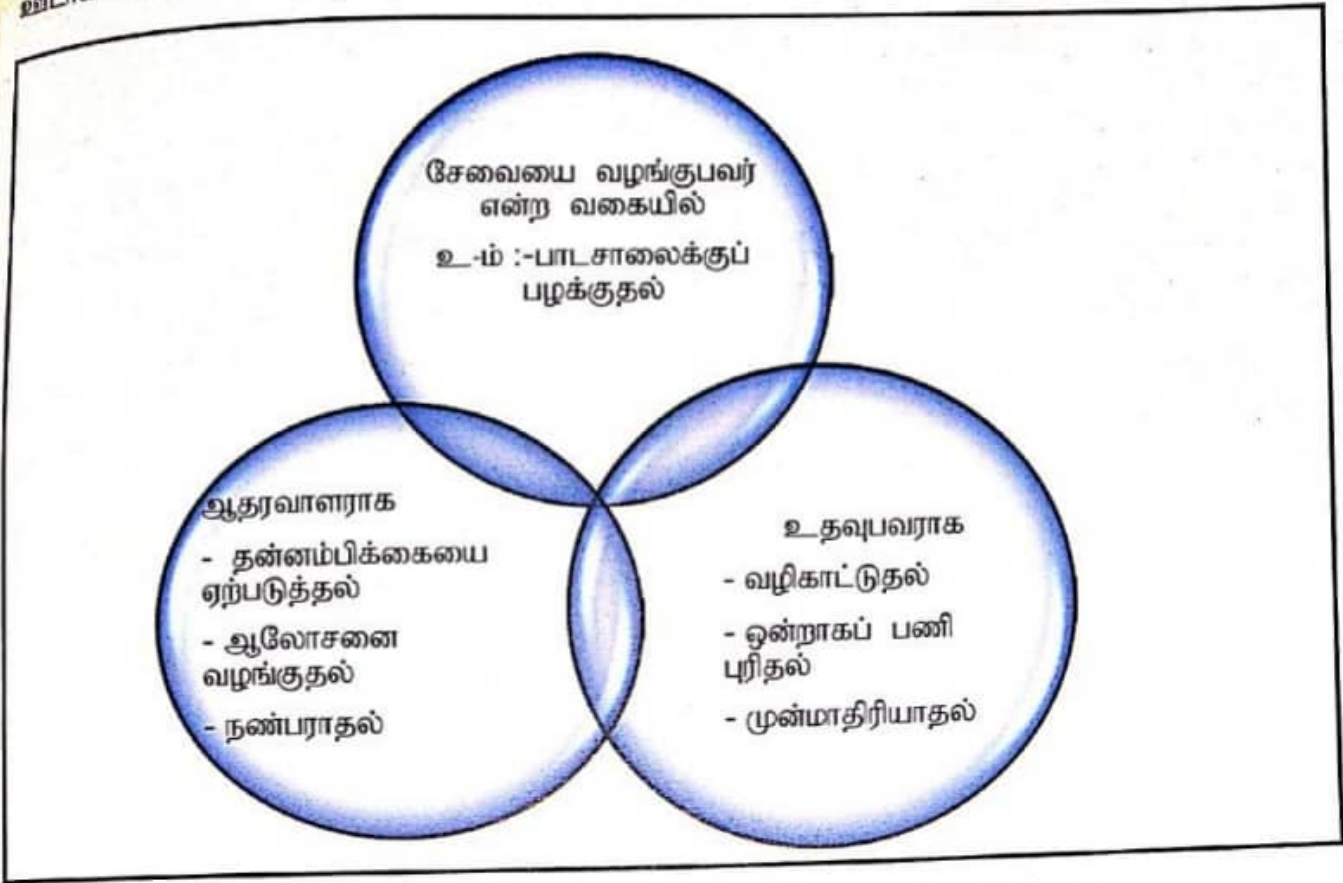 சேவையை வழங்குபவர்
என்ற வகையில்
உ-ம் :-பாடசாலைக்குப்
பழக்குதல்
ஆதரவாளராக
- தன்னம்பிக்கையை
ஏற்படுத்தல்
- ஆலோசனை
வழங்குதல்
- நண்பராதல்
உதவுபவராக
- வழிகாட்டுதல்
- ஒன்றாகப் பணி
புரிதல்
- முன்மாதிரியாதல்